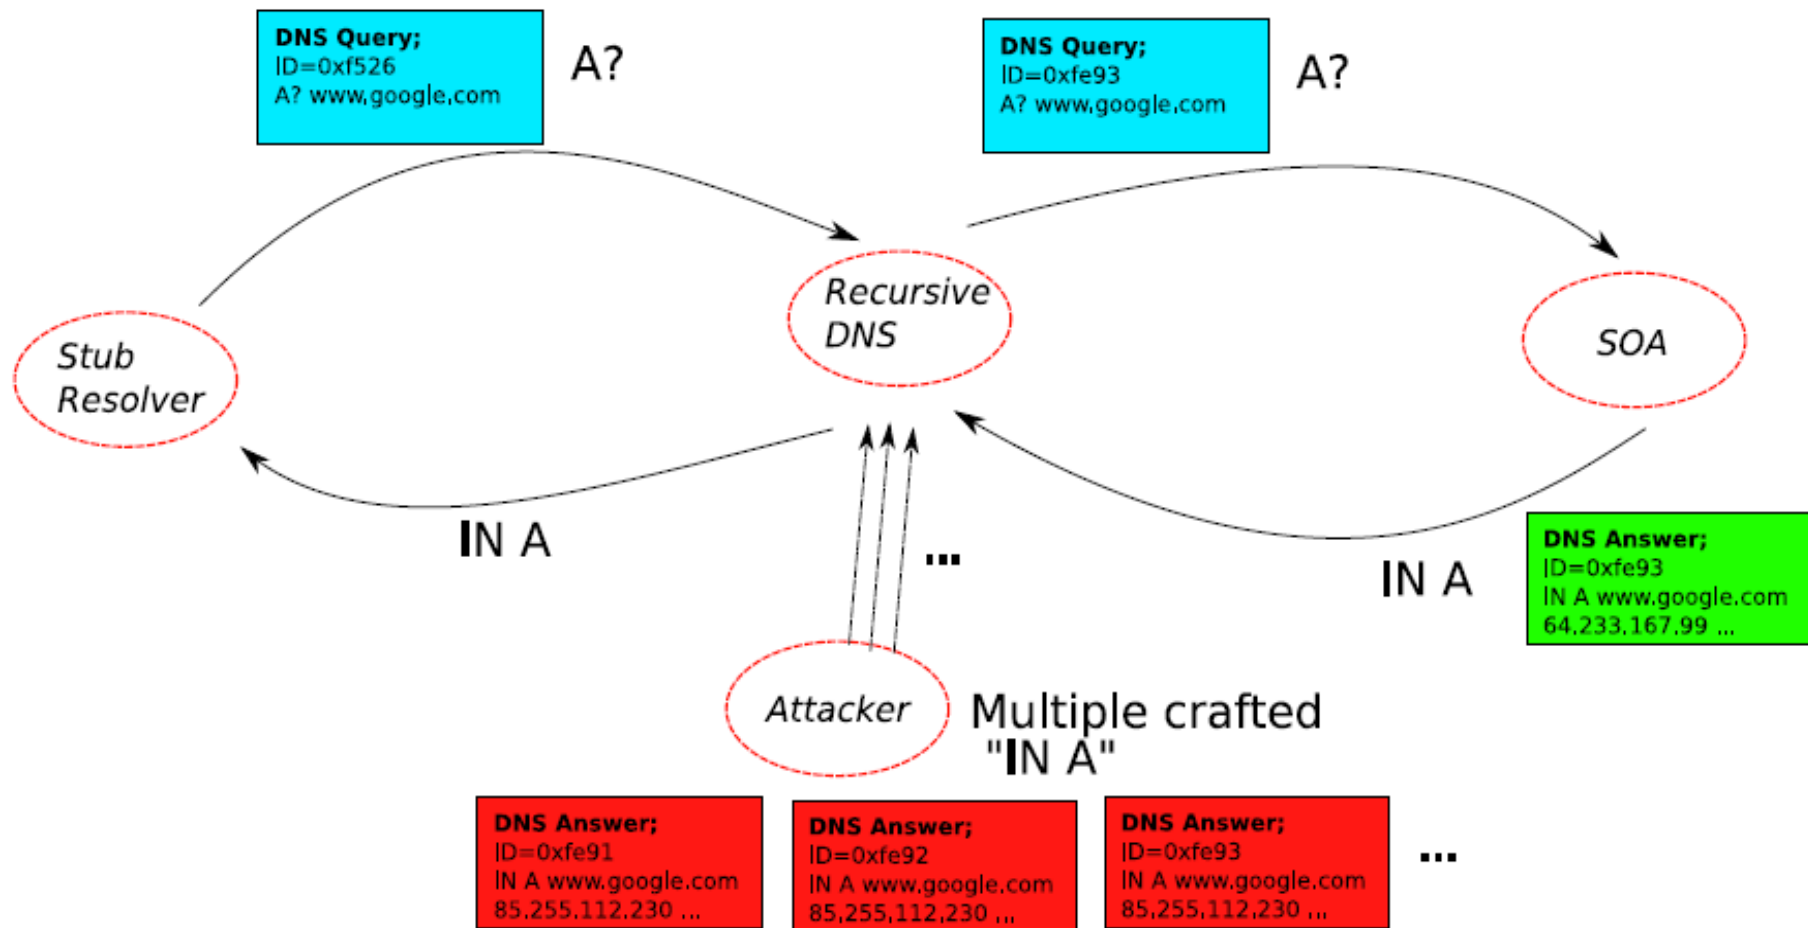 DNS Query;
ID=0xf526
A? www.google.com
A?
DNS Query;
ID=0xfe93
A? www.google.com
A?
Stub
Resolver
Recursive
DNS
SOA
IN A
...
IN A
DNS Answer;
ID=0xfe93
IN A www.google.com
64.233.167.99 ...
Attacker
Multiple crafted
"IN A"
DNS Answer;
ID=0xfe91
IN A www.google.com
85.255.112.230 ...
DNS Answer;
ID=0xfe92
IN A www.google.com
85.255.112.230 ...
DNS Answer;
ID=0xfe93
IN A www.google.com
85.255.112.230 ...
...